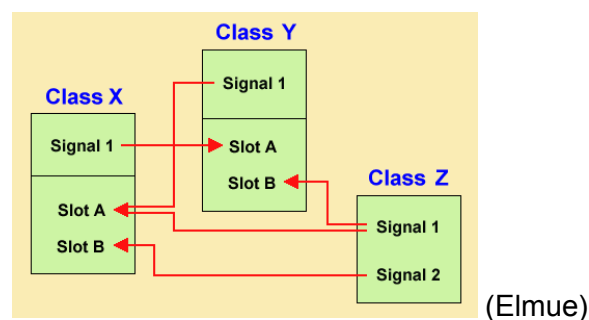 Class Y
Signal 1
Slot A
Slot B
Class X
Signal 1
Slot A
Slot B
Class Z
Signal 1
Signal 2
(Elmue)